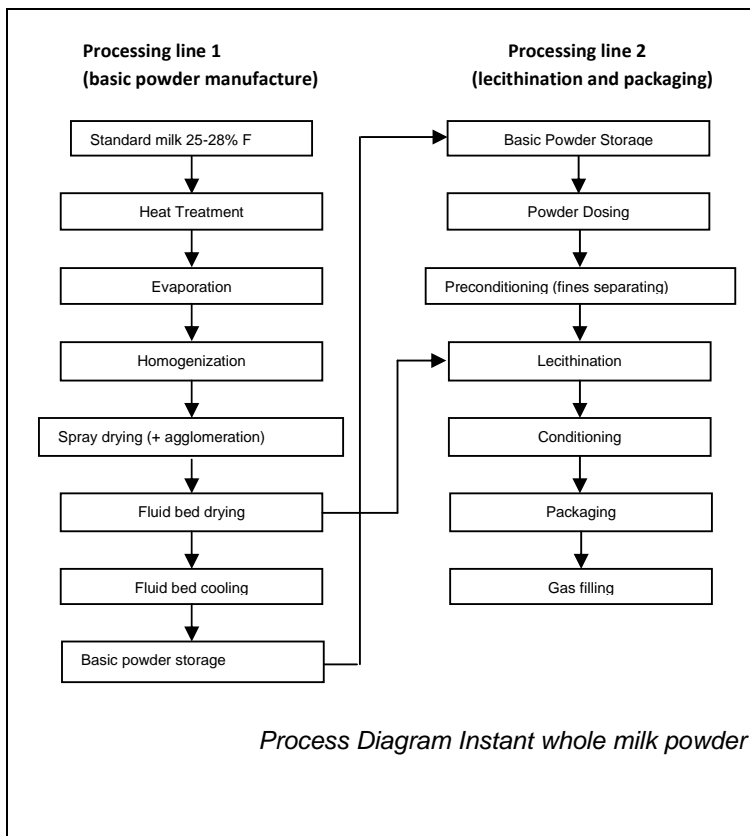 Processing line 1
(basic powder manufacture)
Standard milk 25-28% F
Heat Treatment
Evaporation
Homogenization
Spray drying (+ agglomeration)
Fluid bed drying
Fluid bed cooling
Basic powder storage
Processing line 2
(lecithination and packaging)
Basic Powder Storage
Powder Dosing
Preconditioning (fines separating)
Lecithination
Conditioning
Packaging
Gas filling
Process Diagram Instant whole milk powder